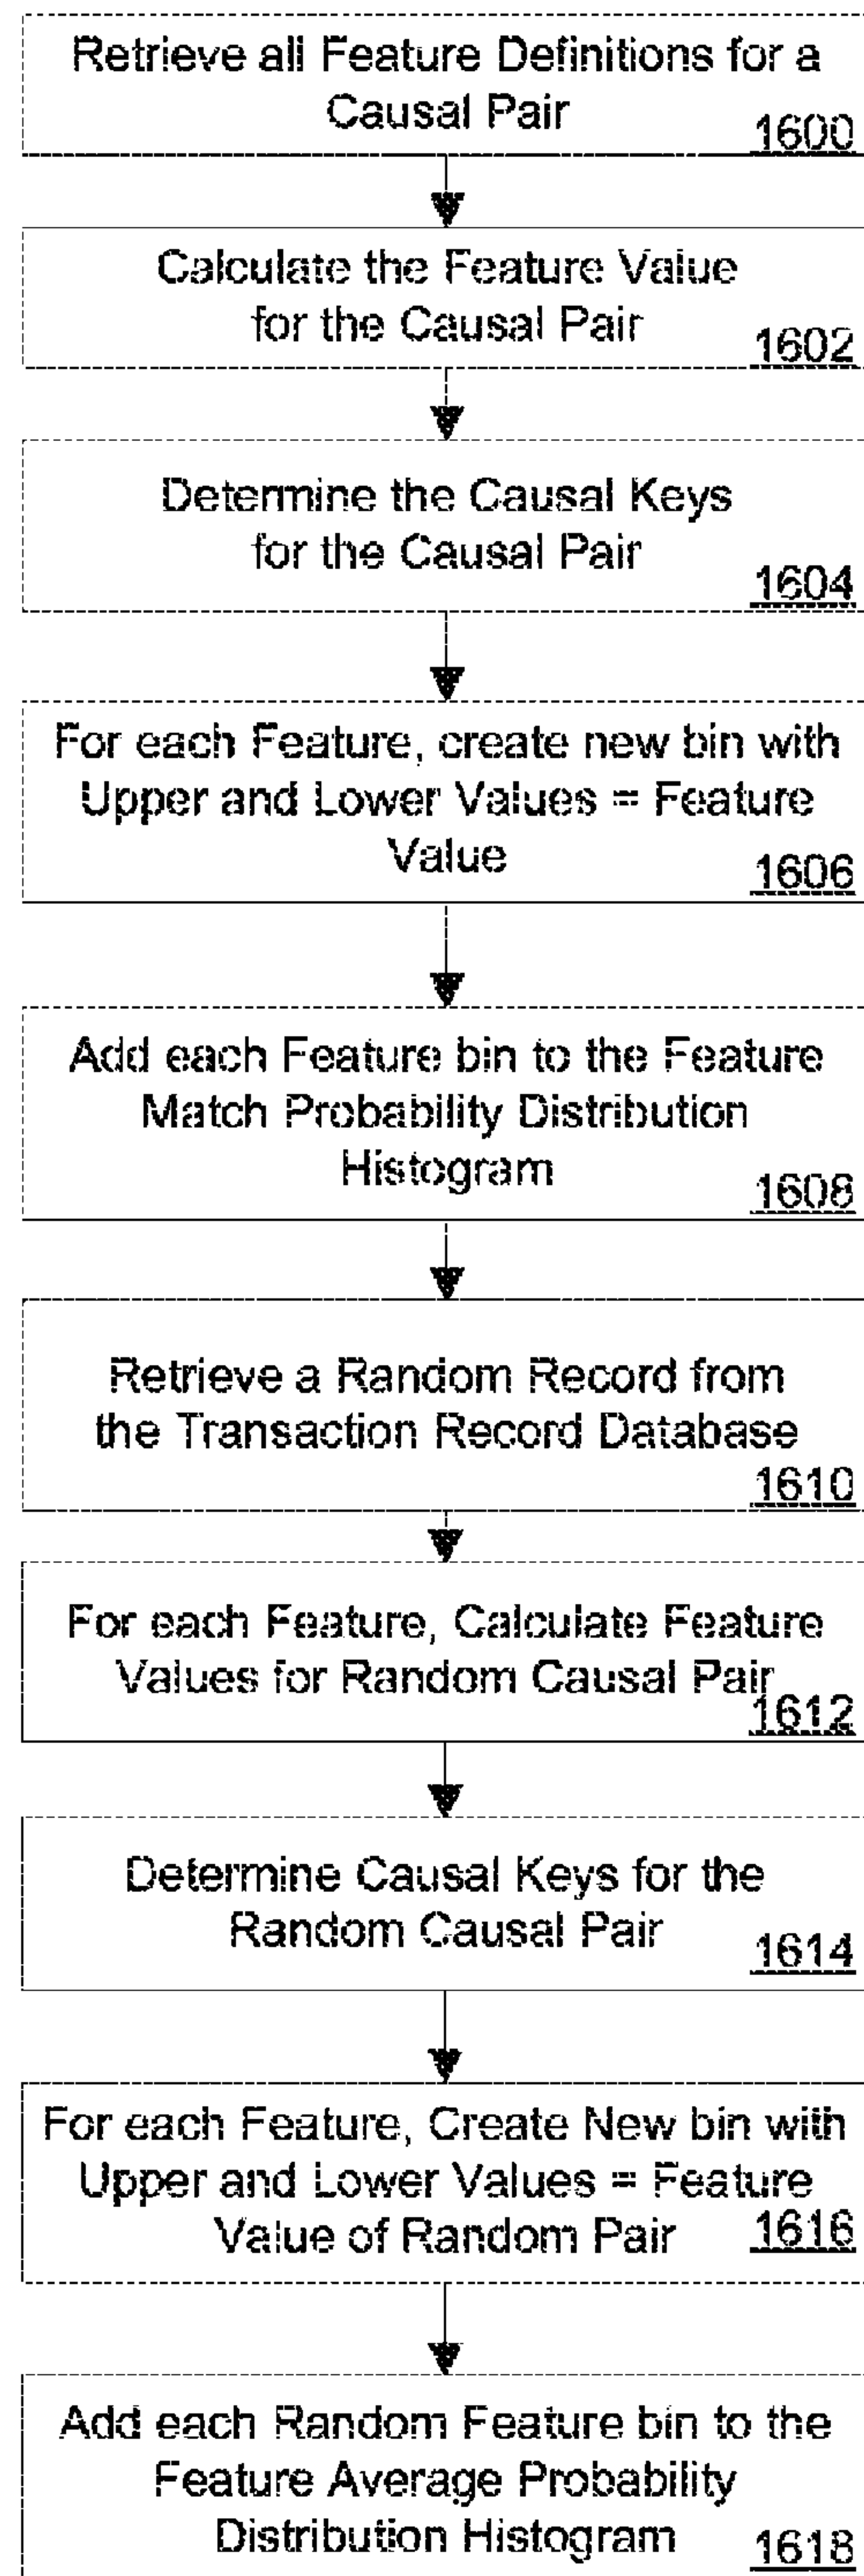 Retrieve all Feature Definitions for a
Causal Pair
1600
Calculate the Feature Value
for the Causal Pair
1602
Determine the Causal Keys
for the Causal Pair
1604
For each Feature, create new bin with
Upper and Lower Values = Feature
Value
1606
Add each Feature bin to the Feature
Match Probability Distribution
Histogram
1608
Retrieve a Random Record from
the Transaction Record Database
1610
For each Feature, Calculate Feature
Values for Random Causal Pair
1612
Determine Causal Keys for the
Random Causal Pair
1614
For each Feature, Create New bin with
Upper and Lower Values = Feature
Value of Random Pair
1616
Add each Random Feature bin to the
Feature Average Probability
Distribution Histogram
1618